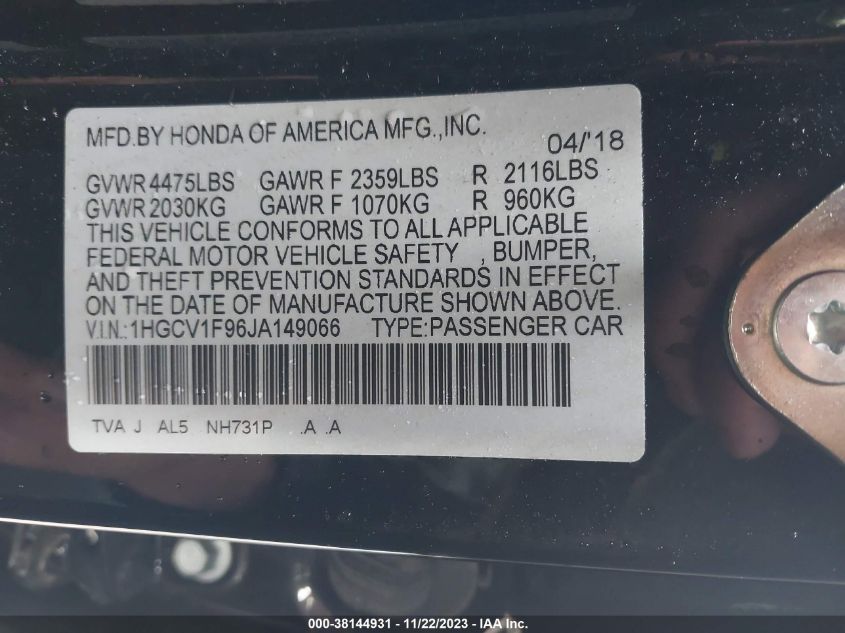 MFD.BY HONDA OF AMERICA MFG.,INC.
04/'18
GVWR 4475LBS GAWR F 2359LBS R 2116LBS
GVWR 2030KG GAWR F 1070KG R 960KG
THIS VEHICLE CONFORMS TO ALL APPLICABLE
FEDERAL MOTOR VEHICLE SAFETY , BUMPER,
AND THEFT PREVENTION STANDARDS IN EFFECT
ON THE DATE OF MANUFACTURE SHOWN ABOVE.
V.I.N.:1HGCV1F96JA149066 TYPE:PASSENGER CAR
TVA J AL5 NH731P .A .A
000-38144931 - 11/22/2023 - IAA Inc.